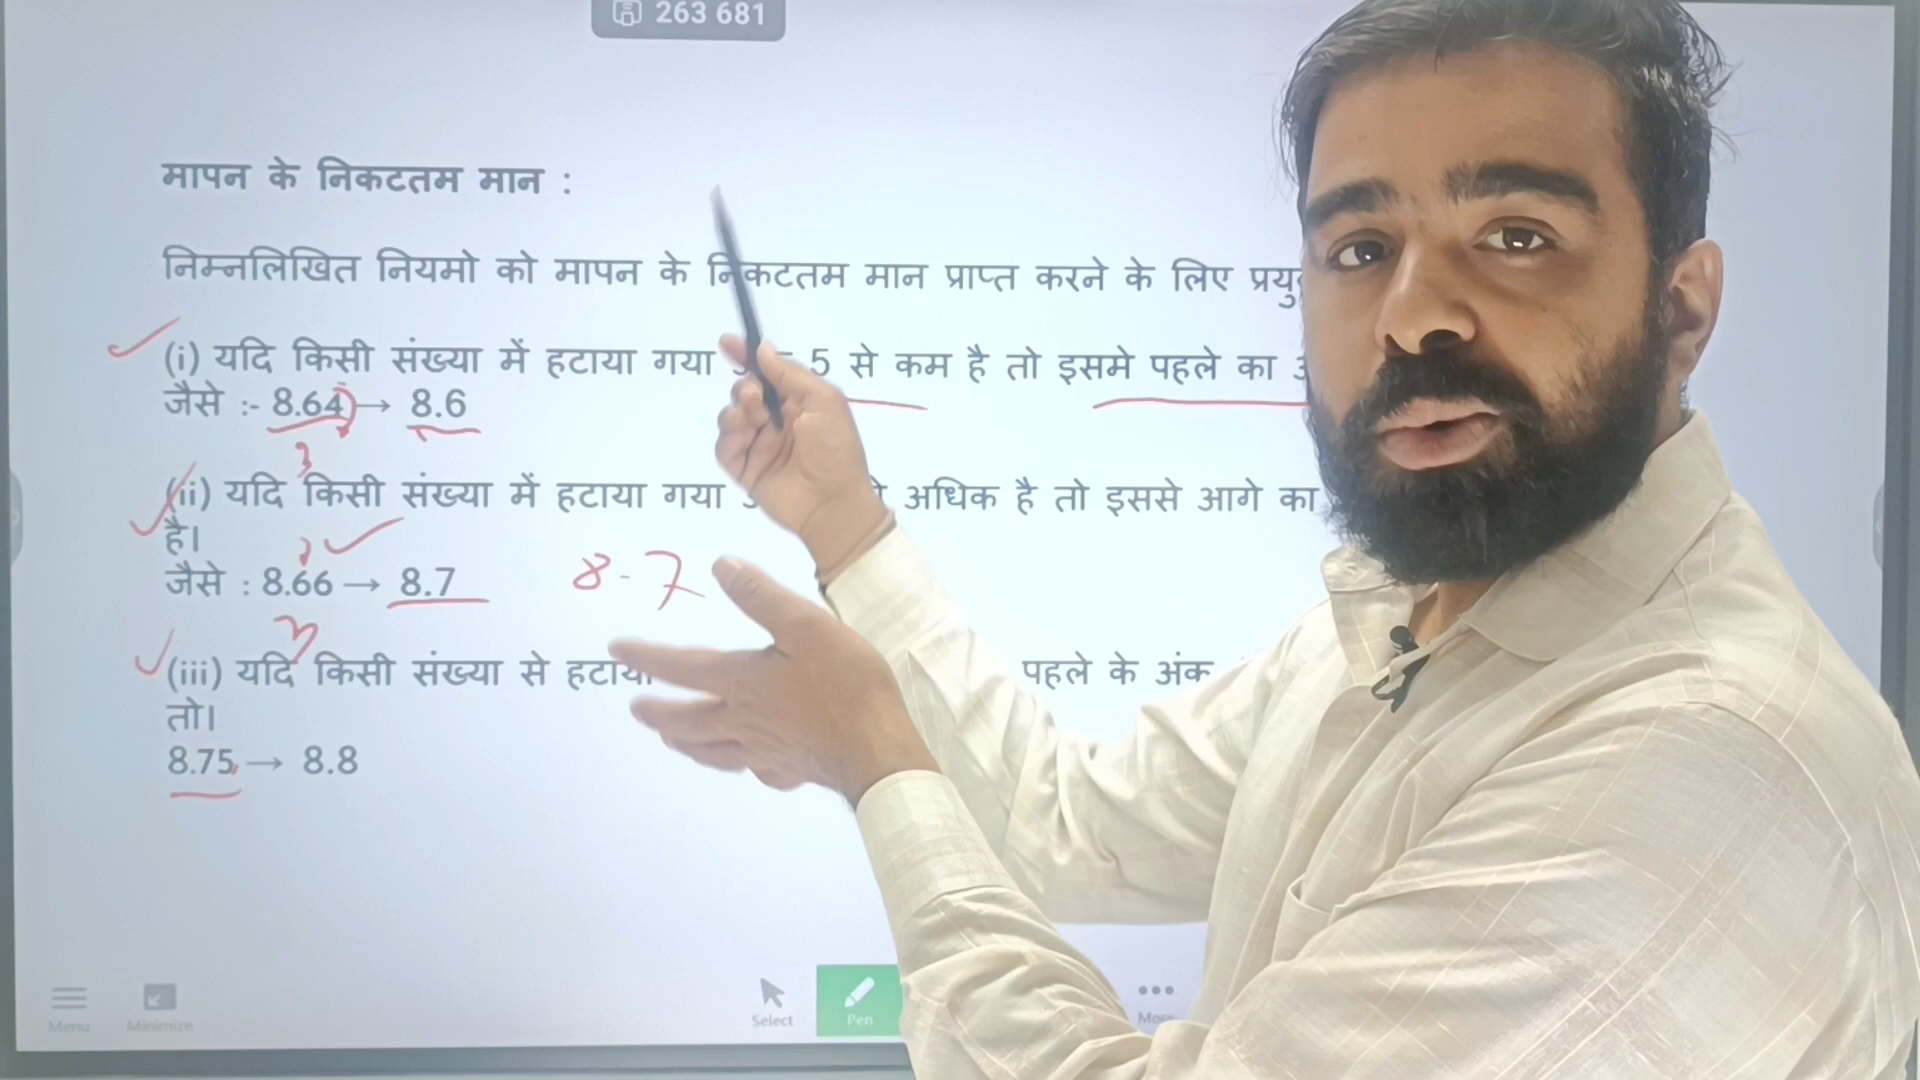 263 681
मापन के निकटतम मान :
निम्नलिखित नियमो को मापन के निकटतम मान प्राप्त करने के लिए
(i) यदि किसी संख्या में हटाया गया 5 से कम है तो इसमे पहले का
जैसे :- 8.64 → 8.6
(ii) यदि किसी संख्या में हटाया गया अधिक है तो इससे आगे का
है।
जैसे : 8.66 → 8.7 8.7
(iii) यदि किसी संख्या से पहले के अंक
तो।
8.75 → 8.8
Menu Minimize Select Pen More